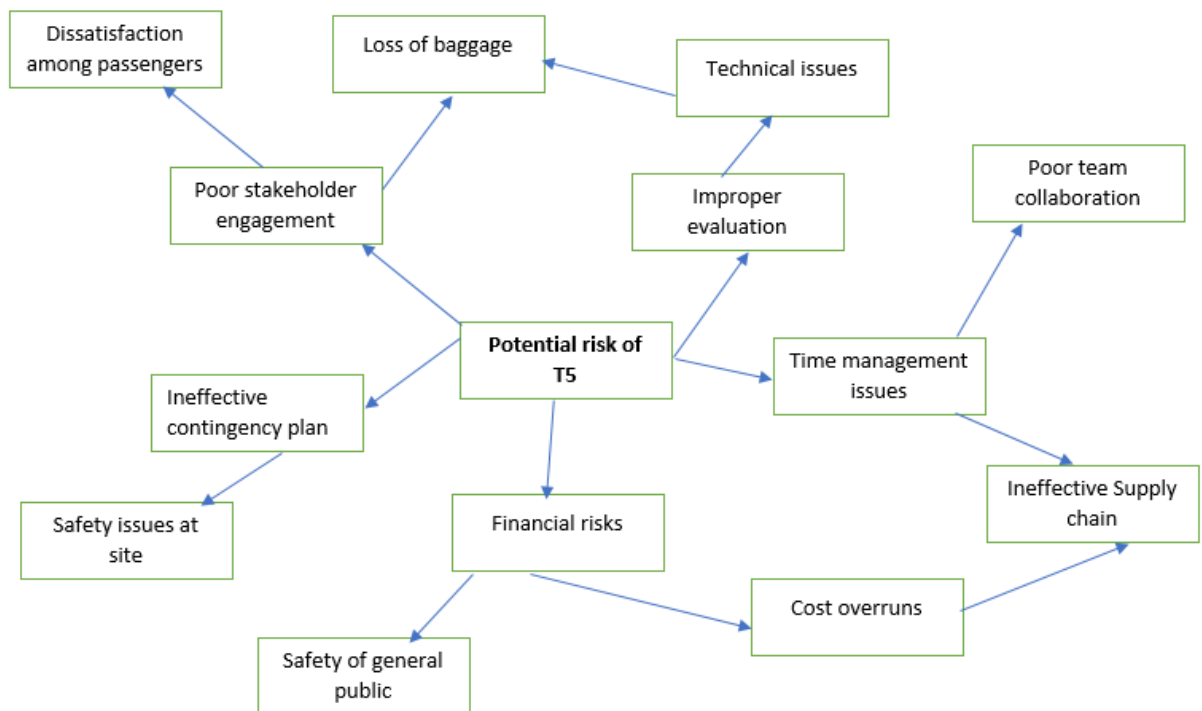 Dissatisfaction
among passengers
Loss of baggage
Technical issues
Poor team
collaboration
Poor stakeholder
engagement
Improper
evaluation
Potential risk of
T5
Time management
issues
Ineffective
contingency plan
Ineffective Supply
chain
Safety issues at
site
Financial risks
Cost overruns
Safety of general
public